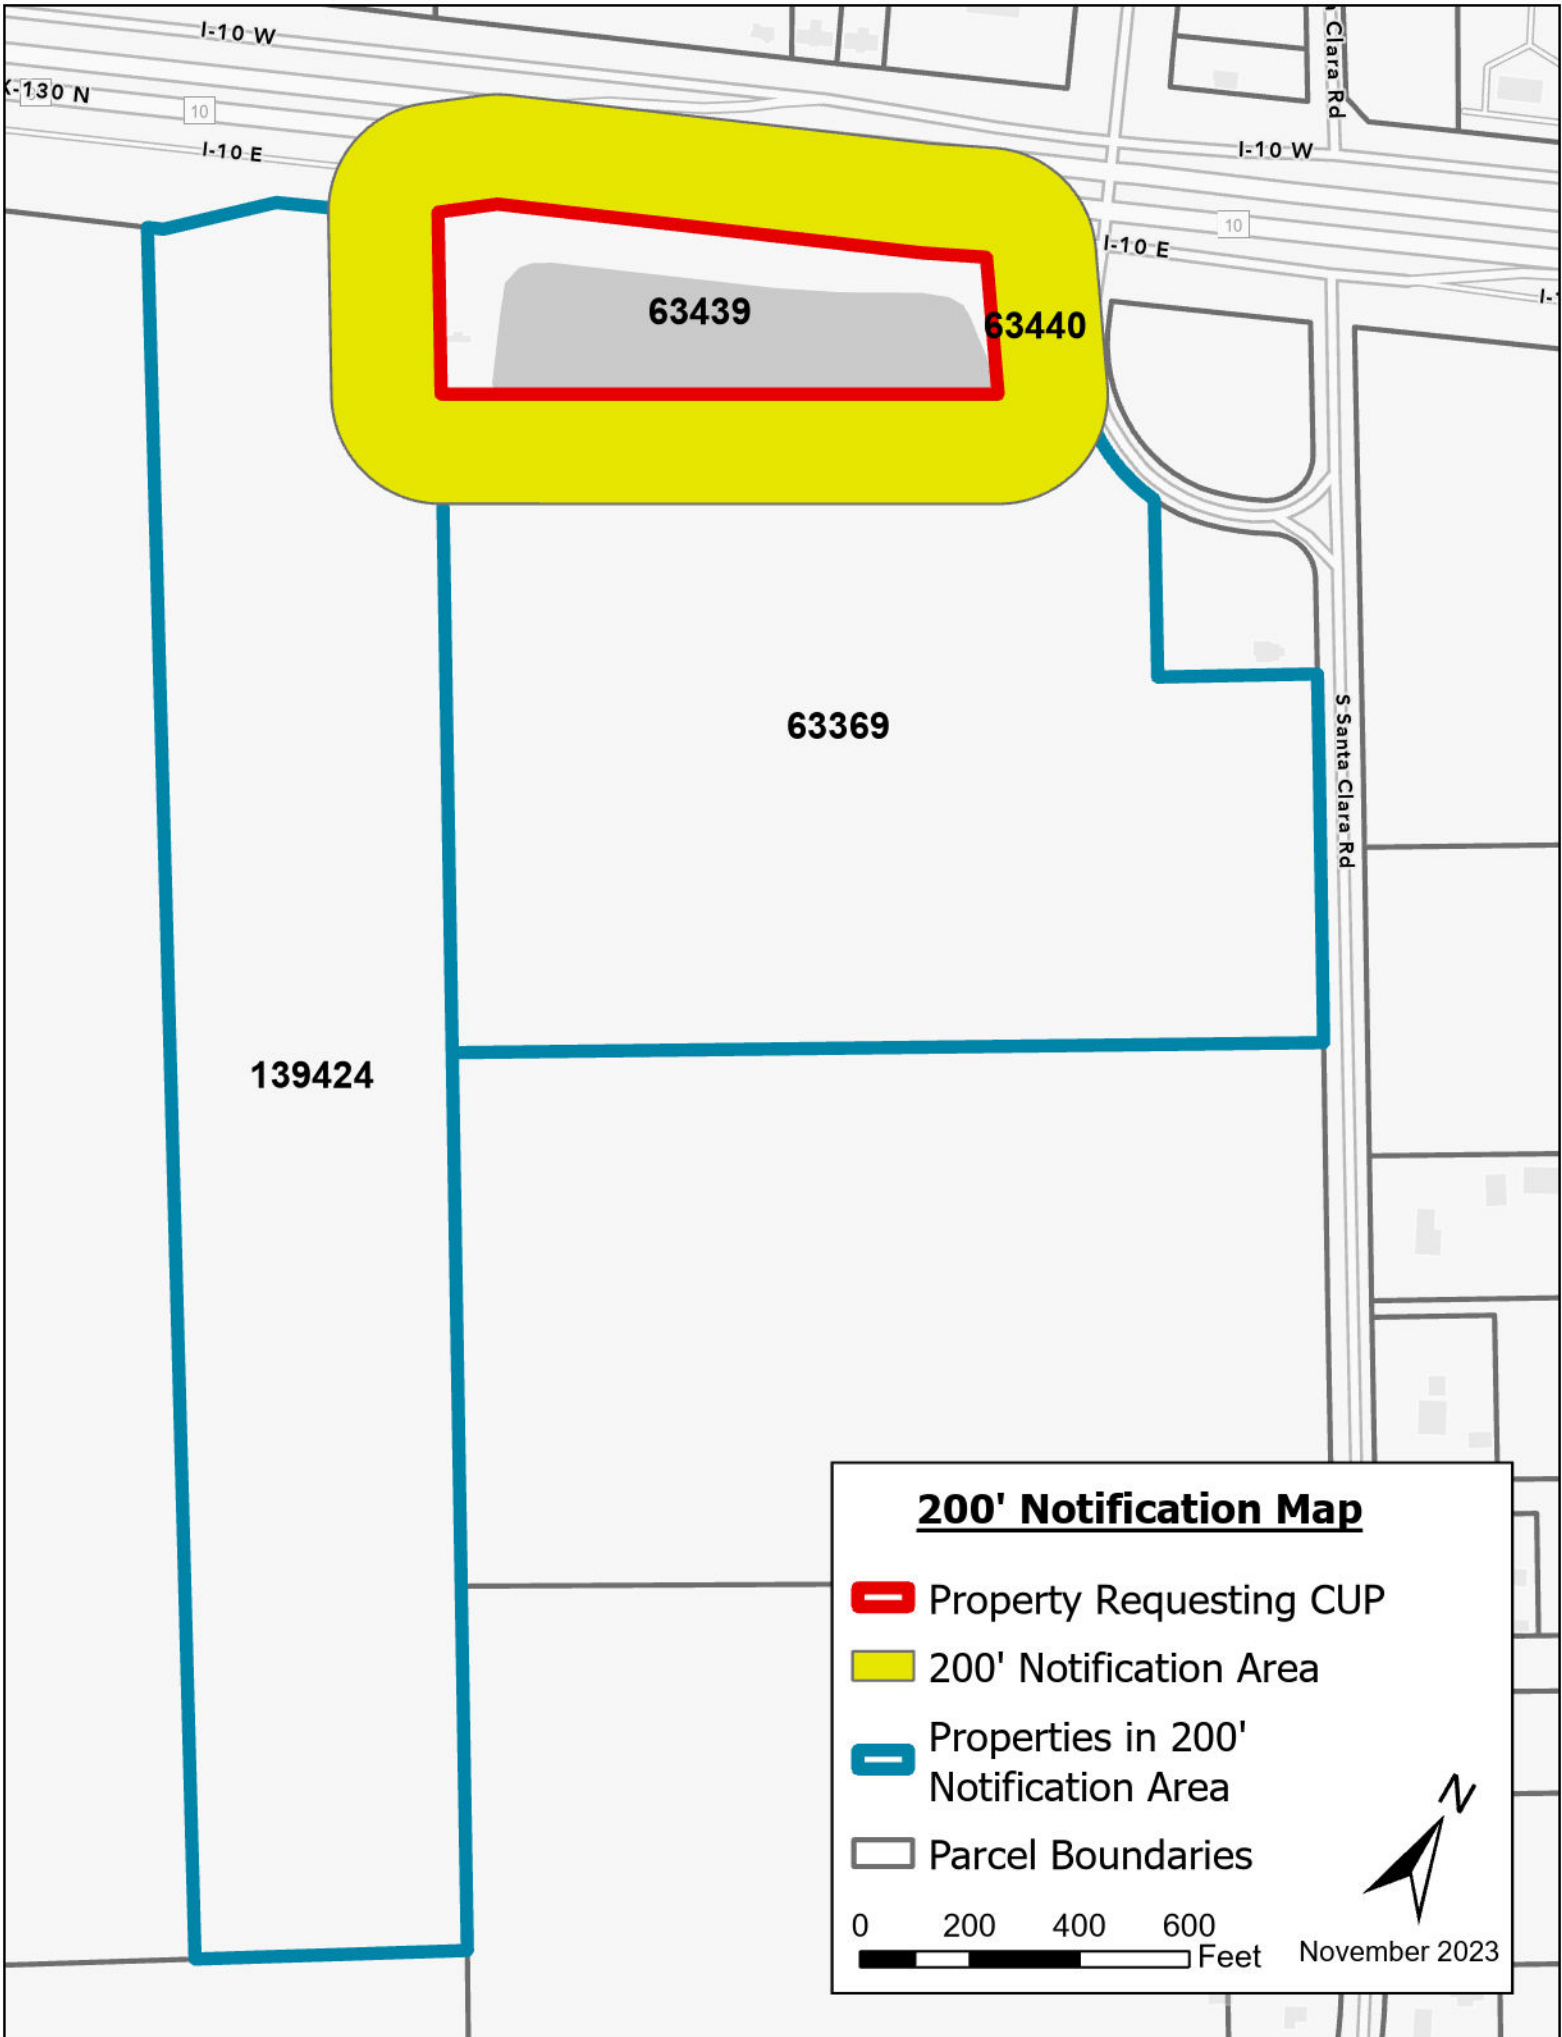 I-10 W
X-130 N
10
I-10 E
Clara Rd
I-10 W
10
I-10 E
63439
63440
63369
S Santa Clara Rd
139424
200' Notification Map
Property Requesting CUP
200' Notification Area
Properties in 200'
Notification Area
Parcel Boundaries
N
0 200 400 600
Feet
November 2023